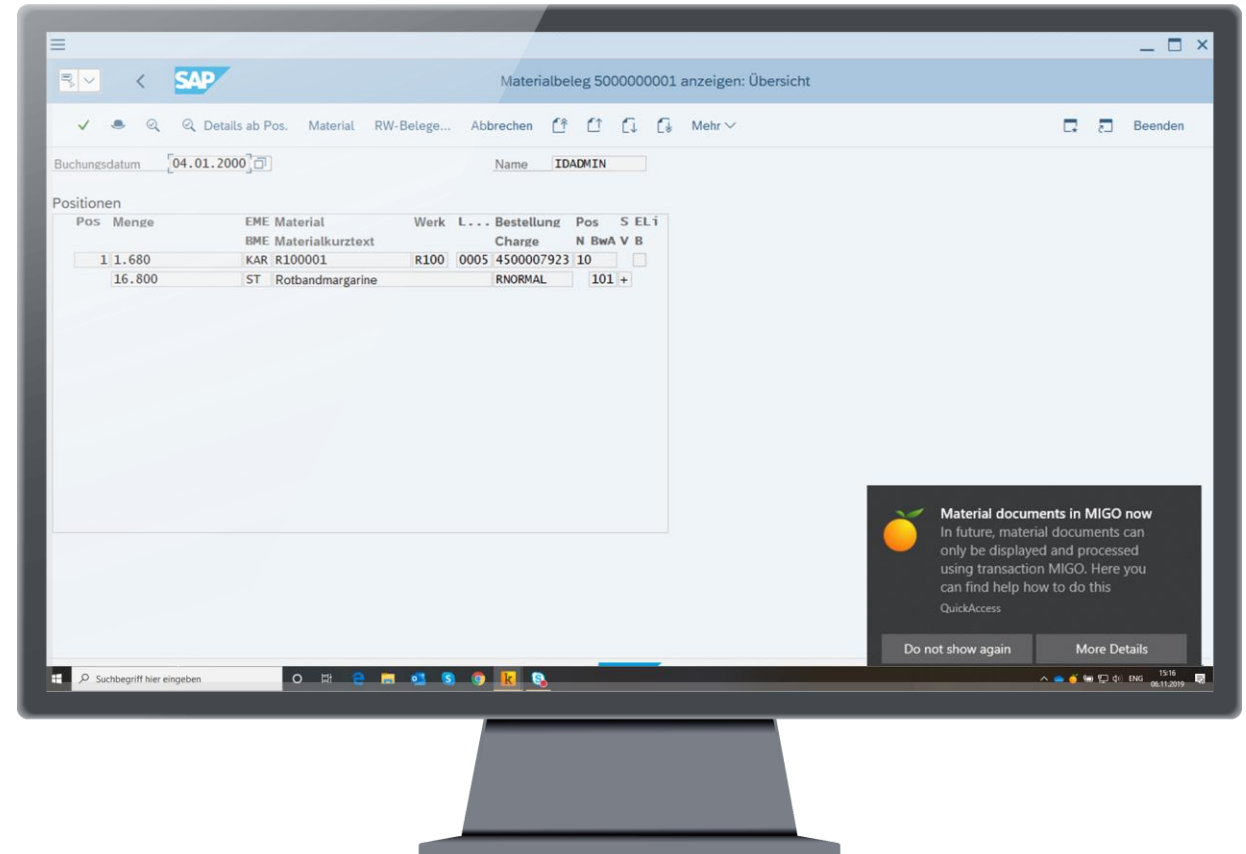 SAP
Materialbeleg 5000000001 anzeigen: Übersicht
Details ab Pos. Material RW-Belege... Abbrechen Mehr Beenden
Buchungsdatum 04.01.2000 Name IDADMIN
Positionen
Pos Menge EME Material Werk L... Bestellung Pos S ELi
BME Materialkurztext Charge N BwA V B
1 1.680 KAR R100001 R100 0005 4500007923 10
16.800 ST Rotbandmargarine RNORMAL 101 +
Material documents in MIGO now
In future, material documents can
only be displayed and processed
using transaction MIGO. Here you
can find help how to do this
QuickAccess
Do not show again More Details
Suchbegriff hier eingeben k ENG 15:16
06.11.2019